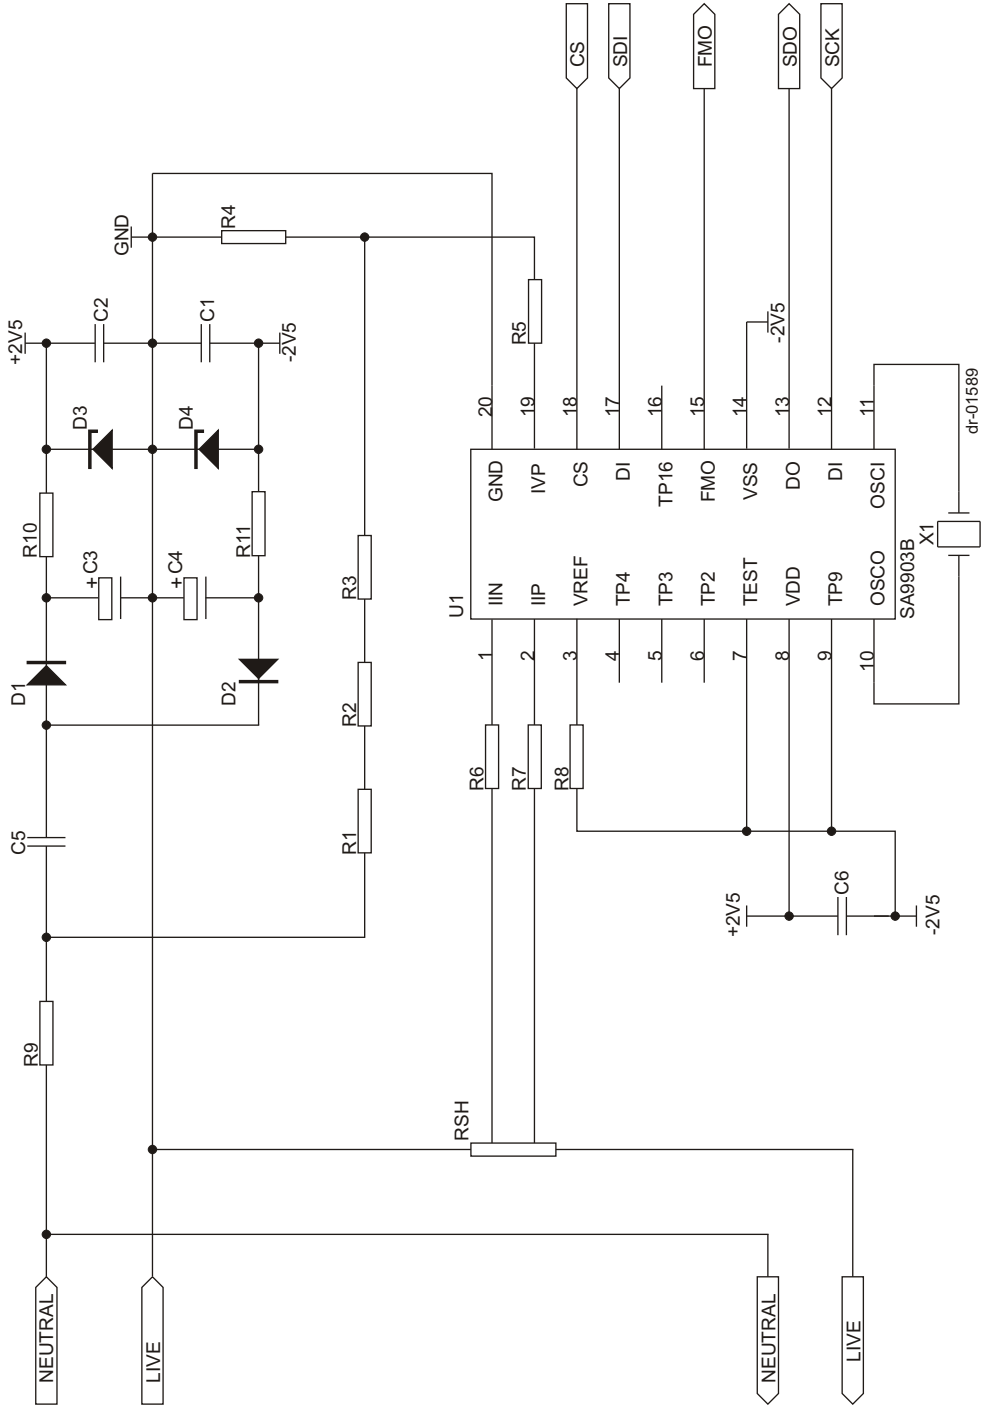 CS
SDI
FMO
SDO
SCK
GND
R4
+2V5
C2
C1
-2V5
R5
-2V5
D3
D4
20
19
18
17
16
15
14
13
12
11
dr-01589
R10
R11
GND
IVP
CS
DI
TP16
FMO
VSS
DO
DI
OSCI
+
C3
+
C4
R3
U1
IIN
IIP
VREF
TP4
TP3
TP2
TEST
VDD
TP9
OSCO
SA9903B
X1
D1
D2
R2
1
2
3
4
5
6
7
8
9
10
R6
R7
R8
C5
R1
+2V5
C6
-2V5
R9
RSH
NEUTRAL
LIVE
NEUTRAL
LIVE